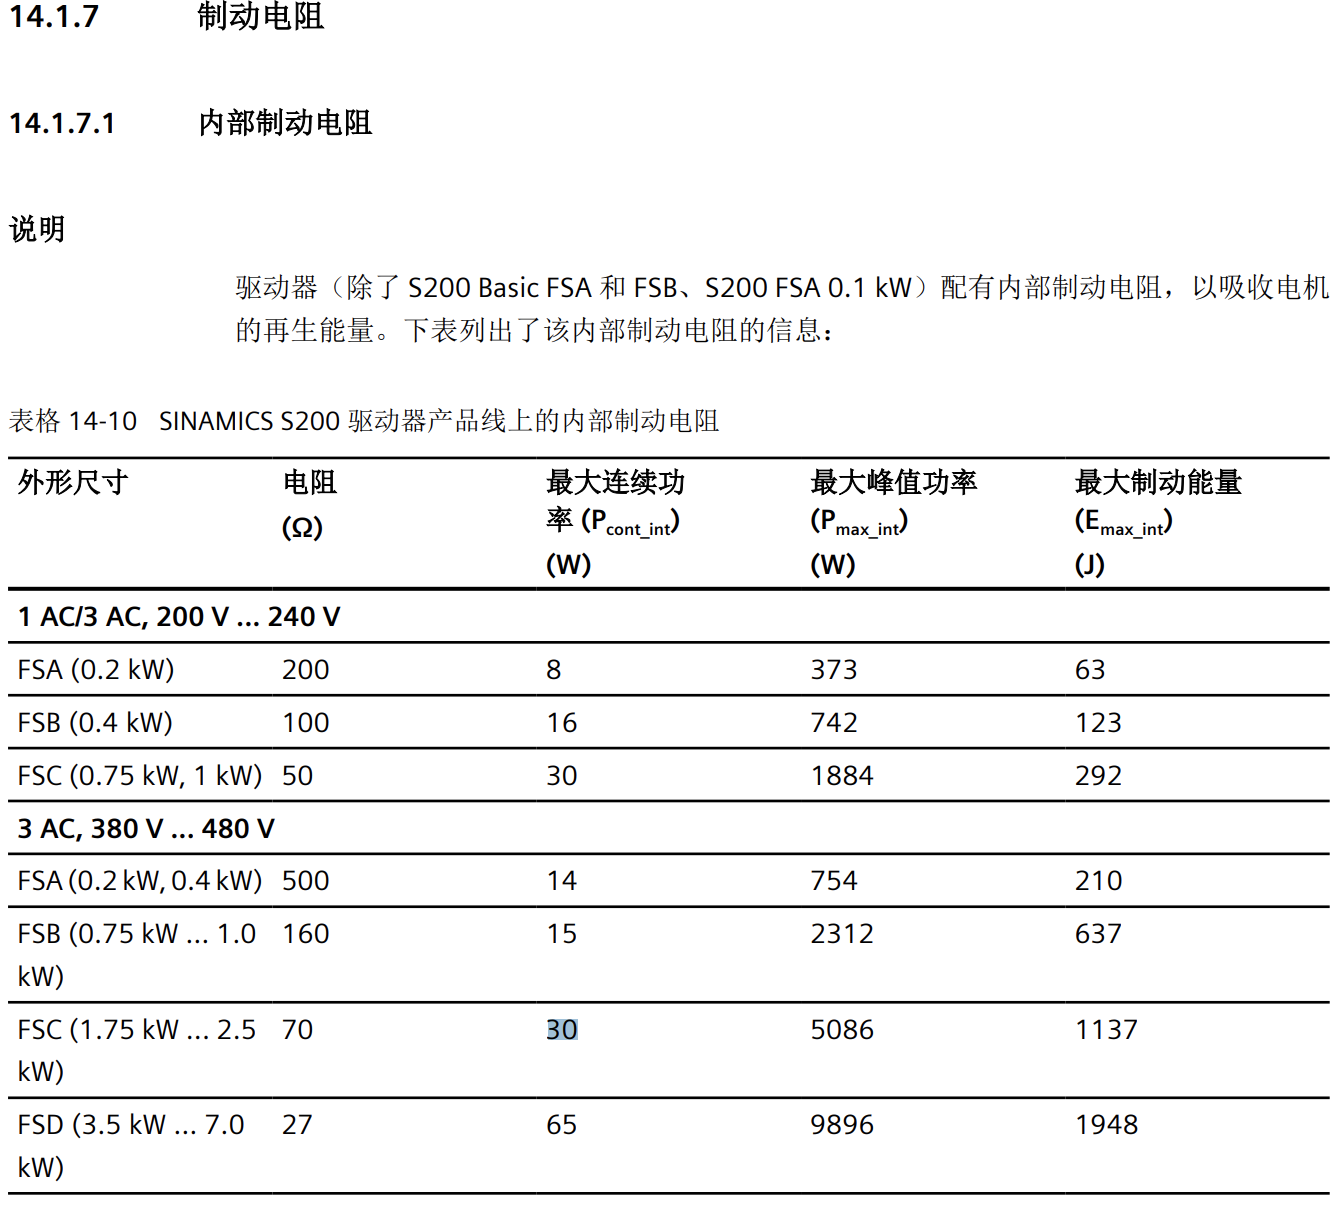 14.1.7 制动电阻
14.1.7.1 内部制动电阻
说明
驱动器（除了 S200 Basic FSA 和 FSB、S200 FSA 0.1 kW）配有内部制动电阻，以吸收电机
的再生能量。下表列出了该内部制动电阻的信息：
表格 14-10 SINAMICS S200 驱动器产品线上的内部制动电阻
外形尺寸 电阻 最大连续功 最大峰值功率 最大制动能量
(Ω) 率 (Pcont_int) (Pmax_int) (Emax_int)
(W) (W) (J)
1 AC/3 AC, 200 V ... 240 V
FSA (0.2 kW) 200 8 373 63
FSB (0.4 kW) 100 16 742 123
FSC (0.75 kW, 1 kW) 50 30 1884 292
3 AC, 380 V ... 480 V
FSA (0.2 kW, 0.4 kW) 500 14 754 210
FSB (0.75 kW ... 1.0 160 15 2312 637
kW)
FSC (1.75 kW ... 2.5 70 30 5086 1137
kW)
FSD (3.5 kW ... 7.0 27 65 9896 1948
kW)